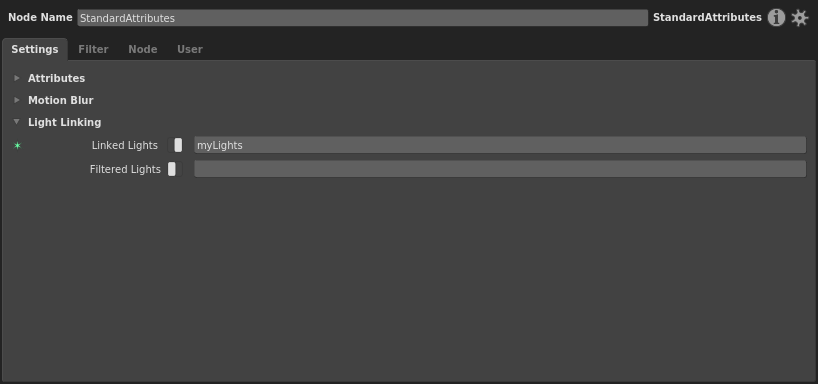 Node Name StandardAttributes StandardAttributes
Settings Filter Node User
Attributes
Motion Blur
Light Linking
Linked Lights myLights
Filtered Lights